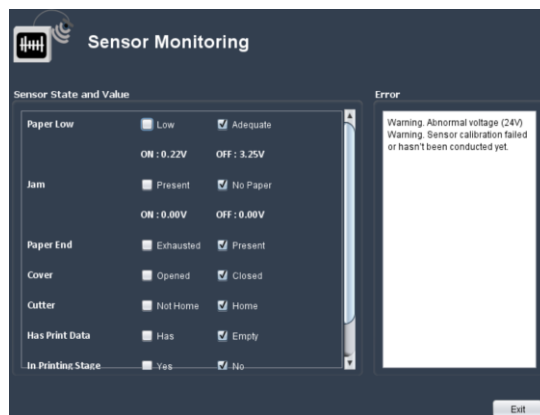 Sensor Monitoring
Sensor State and Value
Error
Paper Low Low Adequate
ON : 0.22V OFF : 3.25V
Jam Present No Paper
ON : 0.00V OFF : 0.00V
Paper End Exhausted Present
Cover Opened Closed
Cutter Not Home Home
Has Print Data Has Empty
In Printing Stage Yes No
Warning. Abnormal voltage (24V)
Warning. Sensor calibration failed
or hasn't been conducted yet.
Exit